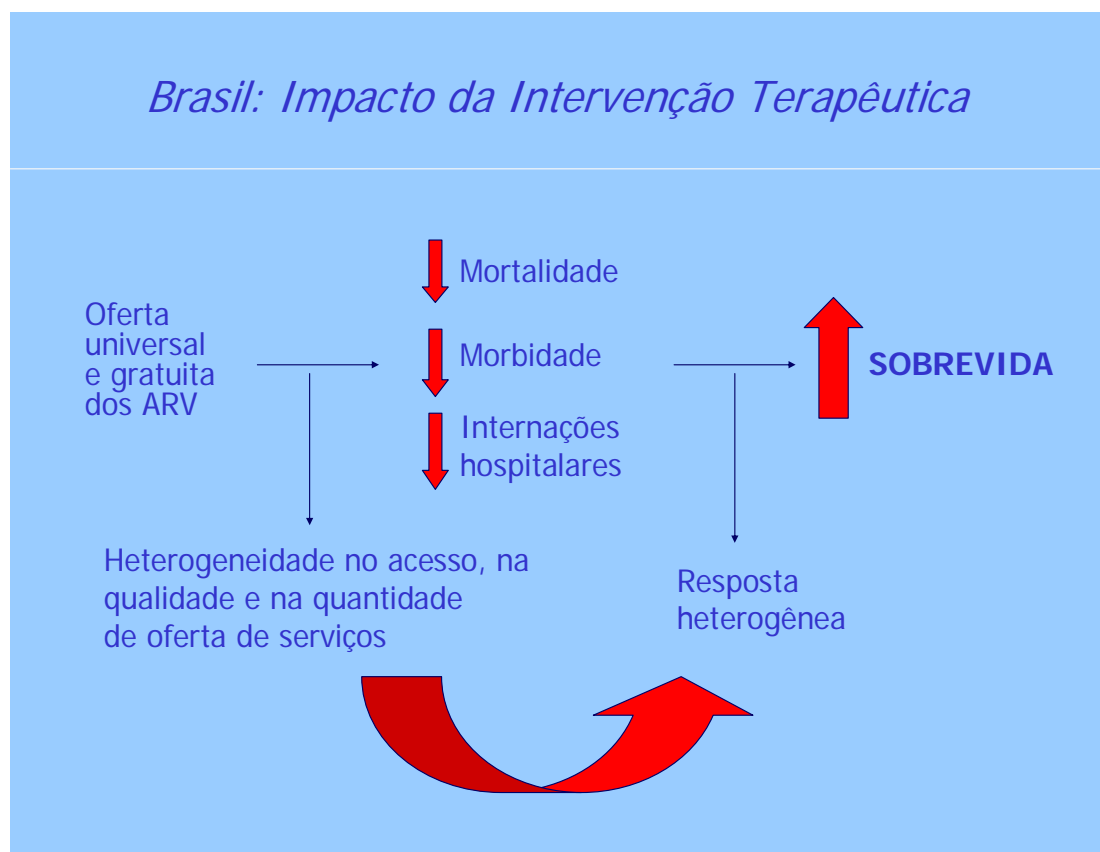 Brasil: Impacto da Intervenção Terapêutica
Oferta
universal
e gratuita
dos ARV
Mortalidade
Morbidade
Internações
hospitalares
SOBREVIDA
Heterogeneidade no acesso, na
qualidade e na quantidade
de oferta de serviços
Resposta
heterogênea